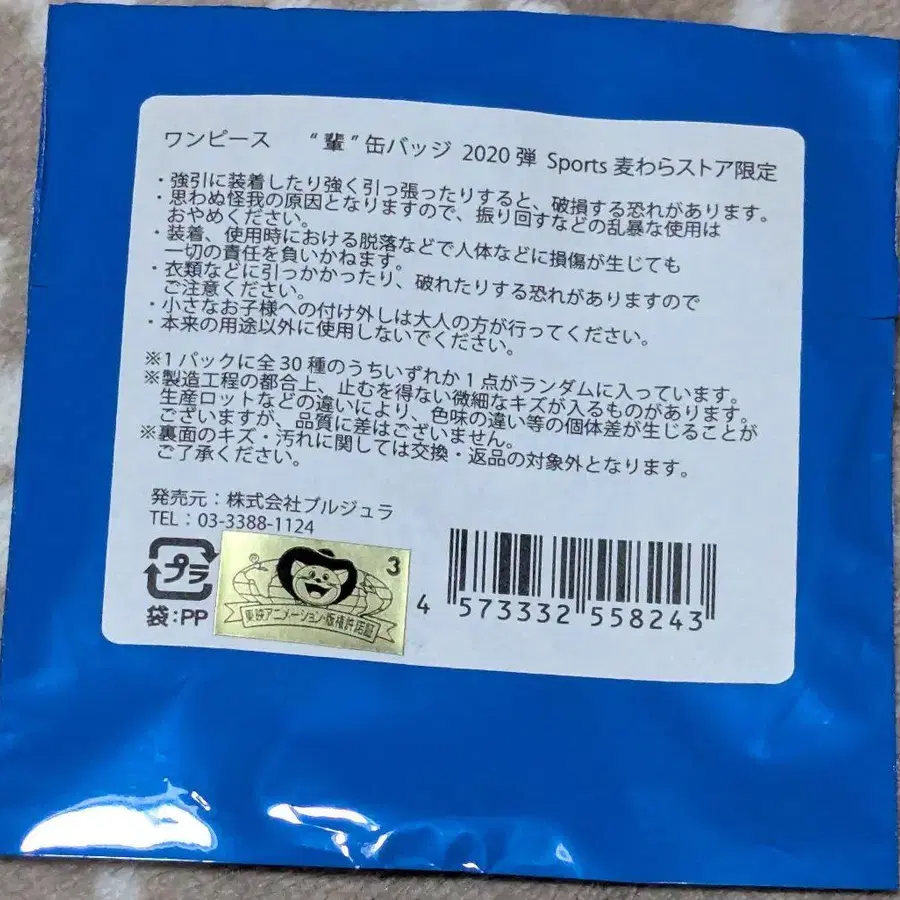 ワンピース “輩”缶バッジ 2020弾 Sports麦わらストア限定
・強引に装着したり強く引っ張ったりすると、破損する恐れがあります。
・思わぬ怪我の原因となりますので、振り回すなどの乱暴な使用は
おやめください。
・装着、使用時における脱落などで人体などに損傷が生じても
一切の責任を負いかねます。
・衣類などに引っかかったり、破れたりする恐れがありますので
ご注意ください。
・小さなお子様への付け外しは大人の方が行ってください。
・本来の用途以外に使用しないでください。
※1パックに全30種のうちいずれか1点がランダムに入っています。
※製造工程の都合上、止むを得ない微細なキズが入るものがあります。
生産ロットなどの違いにより、色味の違い等の個体差が生じることが
ございますが、品質に差はございません。
※裏面のキズ・汚れに関しては交換・返品の対象外となります。
ご了承ください。
発売元：株式会社ブルジュラ
TEL：03-3388-1124
プラ
袋:PP
3
東映アニメーション・版権許諾証
4 573332 558243